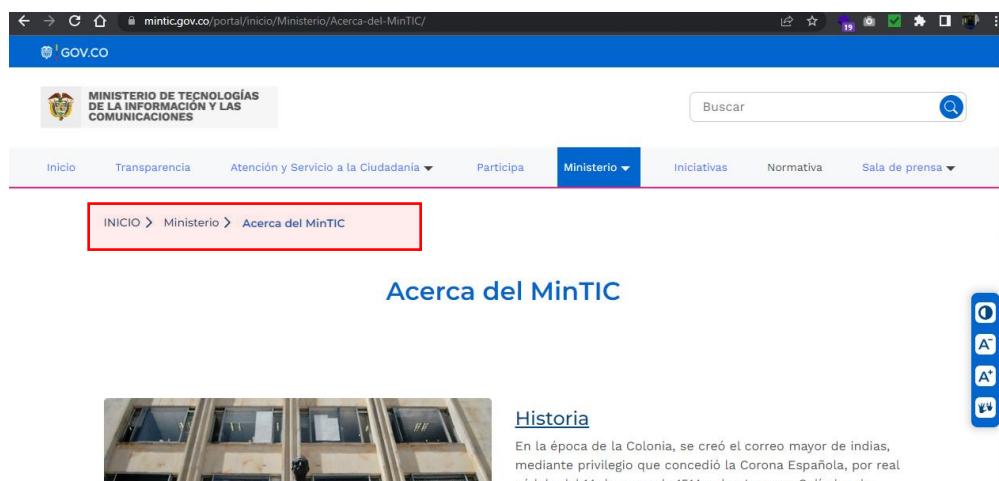 mintic.gov.co/portal/inicio/Ministerio/Acerca-del-MinTIC/
19
GOV.CO
MINISTERIO DE TECNOLOGÍAS
DE LA INFORMACIÓN Y LAS
COMUNICACIONES
Buscar
Inicio Transparencia Atención y Servicio a la Ciudadanía Participa Ministerio Iniciativas Normativa Sala de prensa
INICIO > Ministerio > Acerca del MinTIC
Acerca del MinTIC
A-
A+
Historia
En la época de la Colonia, se creó el correo mayor de indias,
mediante privilegio que concedió la Corona Española, por real